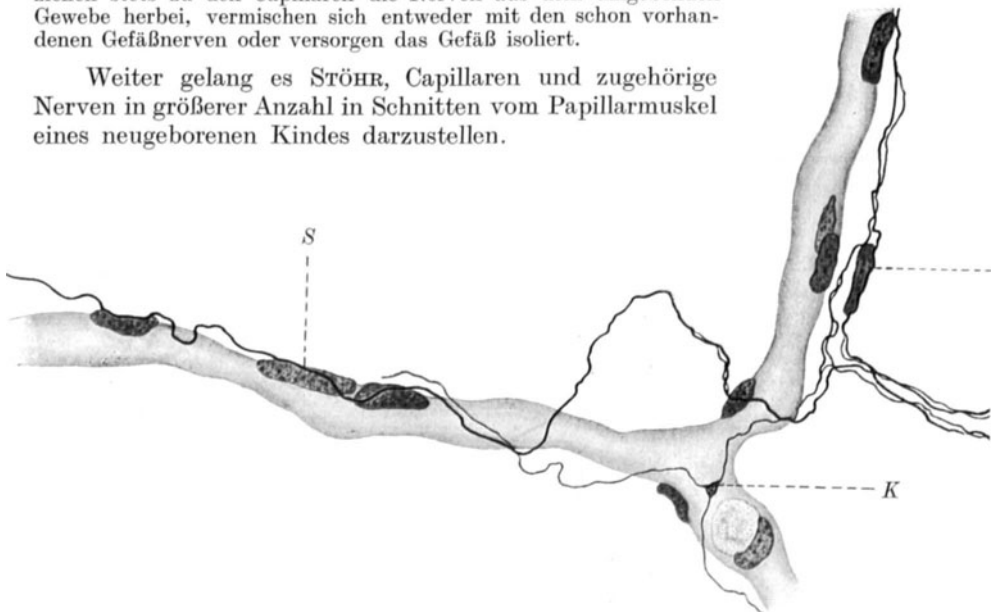 Gewebe herbei, vermischen sich entweder mit den schon vorhan-
denen Gefäßnerven oder versorgen das Gefäß isoliert.
Weiter gelang es STÖHR, Capillaren und zugehörige
Nerven in größerer Anzahl in Schnitten vom Papillarmuskel
eines neugeborenen Kindes darzustellen.
S
K